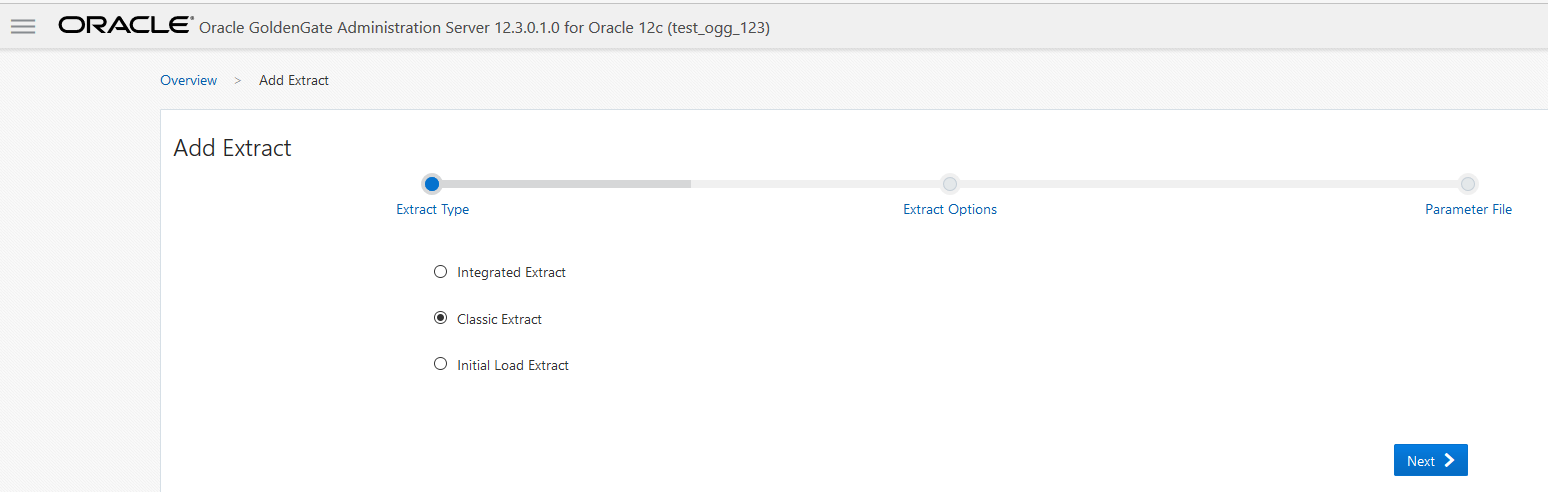 ORACLE® Oracle GoldenGate Administration Server 12.3.0.1.0 for Oracle 12c (test_ogg_123)
Overview > Add Extract
Add Extract
Extract Type Extract Options Parameter File
Integrated Extract
Classic Extract
Initial Load Extract
Next